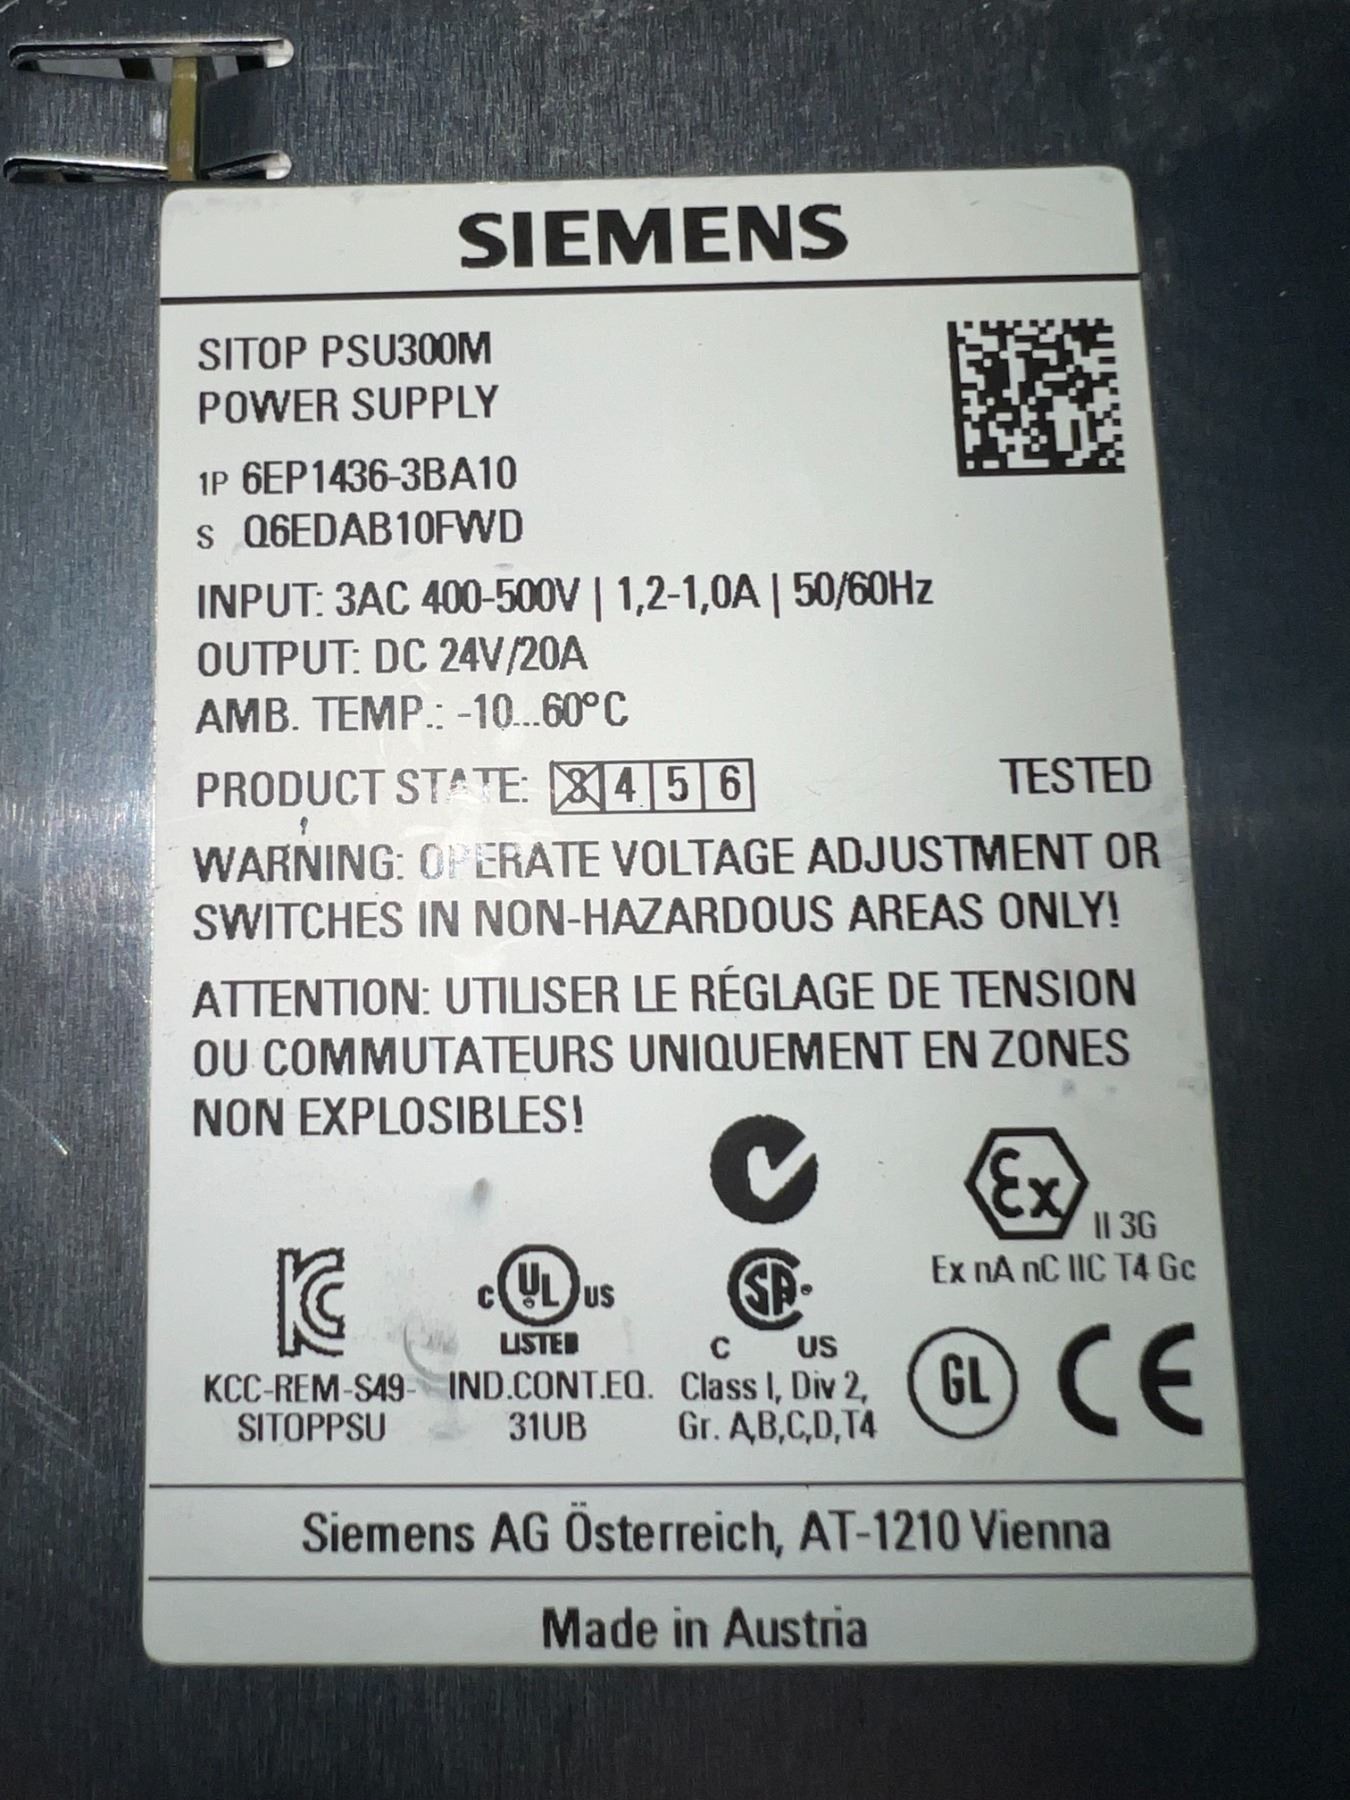 SIEMENS
SITOP PSU300M
POWER SUPPLY
1P 6EP1436-3BA10
S Q6EDAB10FWD
INPUT: 3AC 400-500V | 1,2-1,0A | 50/60Hz
OUTPUT: DC 24V/20A
AMB. TEMP.: -10...60°C
PRODUCT STATE: 3 4 5 6 TESTED
WARNING: OPERATE VOLTAGE ADJUSTMENT OR
SWITCHES IN NON-HAZARDOUS AREAS ONLY!
ATTENTION: UTILISER LE RÉGLAGE DE TENSION
OU COMMUTATEURS UNIQUEMENT EN ZONES
NON EXPLOSIBLES!
Ex II 3G
Ex nA nC IIC T4 Gc
KC
C UL US
LISTED
SA
C US
KCC-REM-S49-
SITOPPSU
IND.CONT.EQ.
31UB
Class I, Div 2,
Gr. A,B,C,D,T4
GL
CE
Siemens AG Österreich, AT-1210 Vienna
Made in Austria